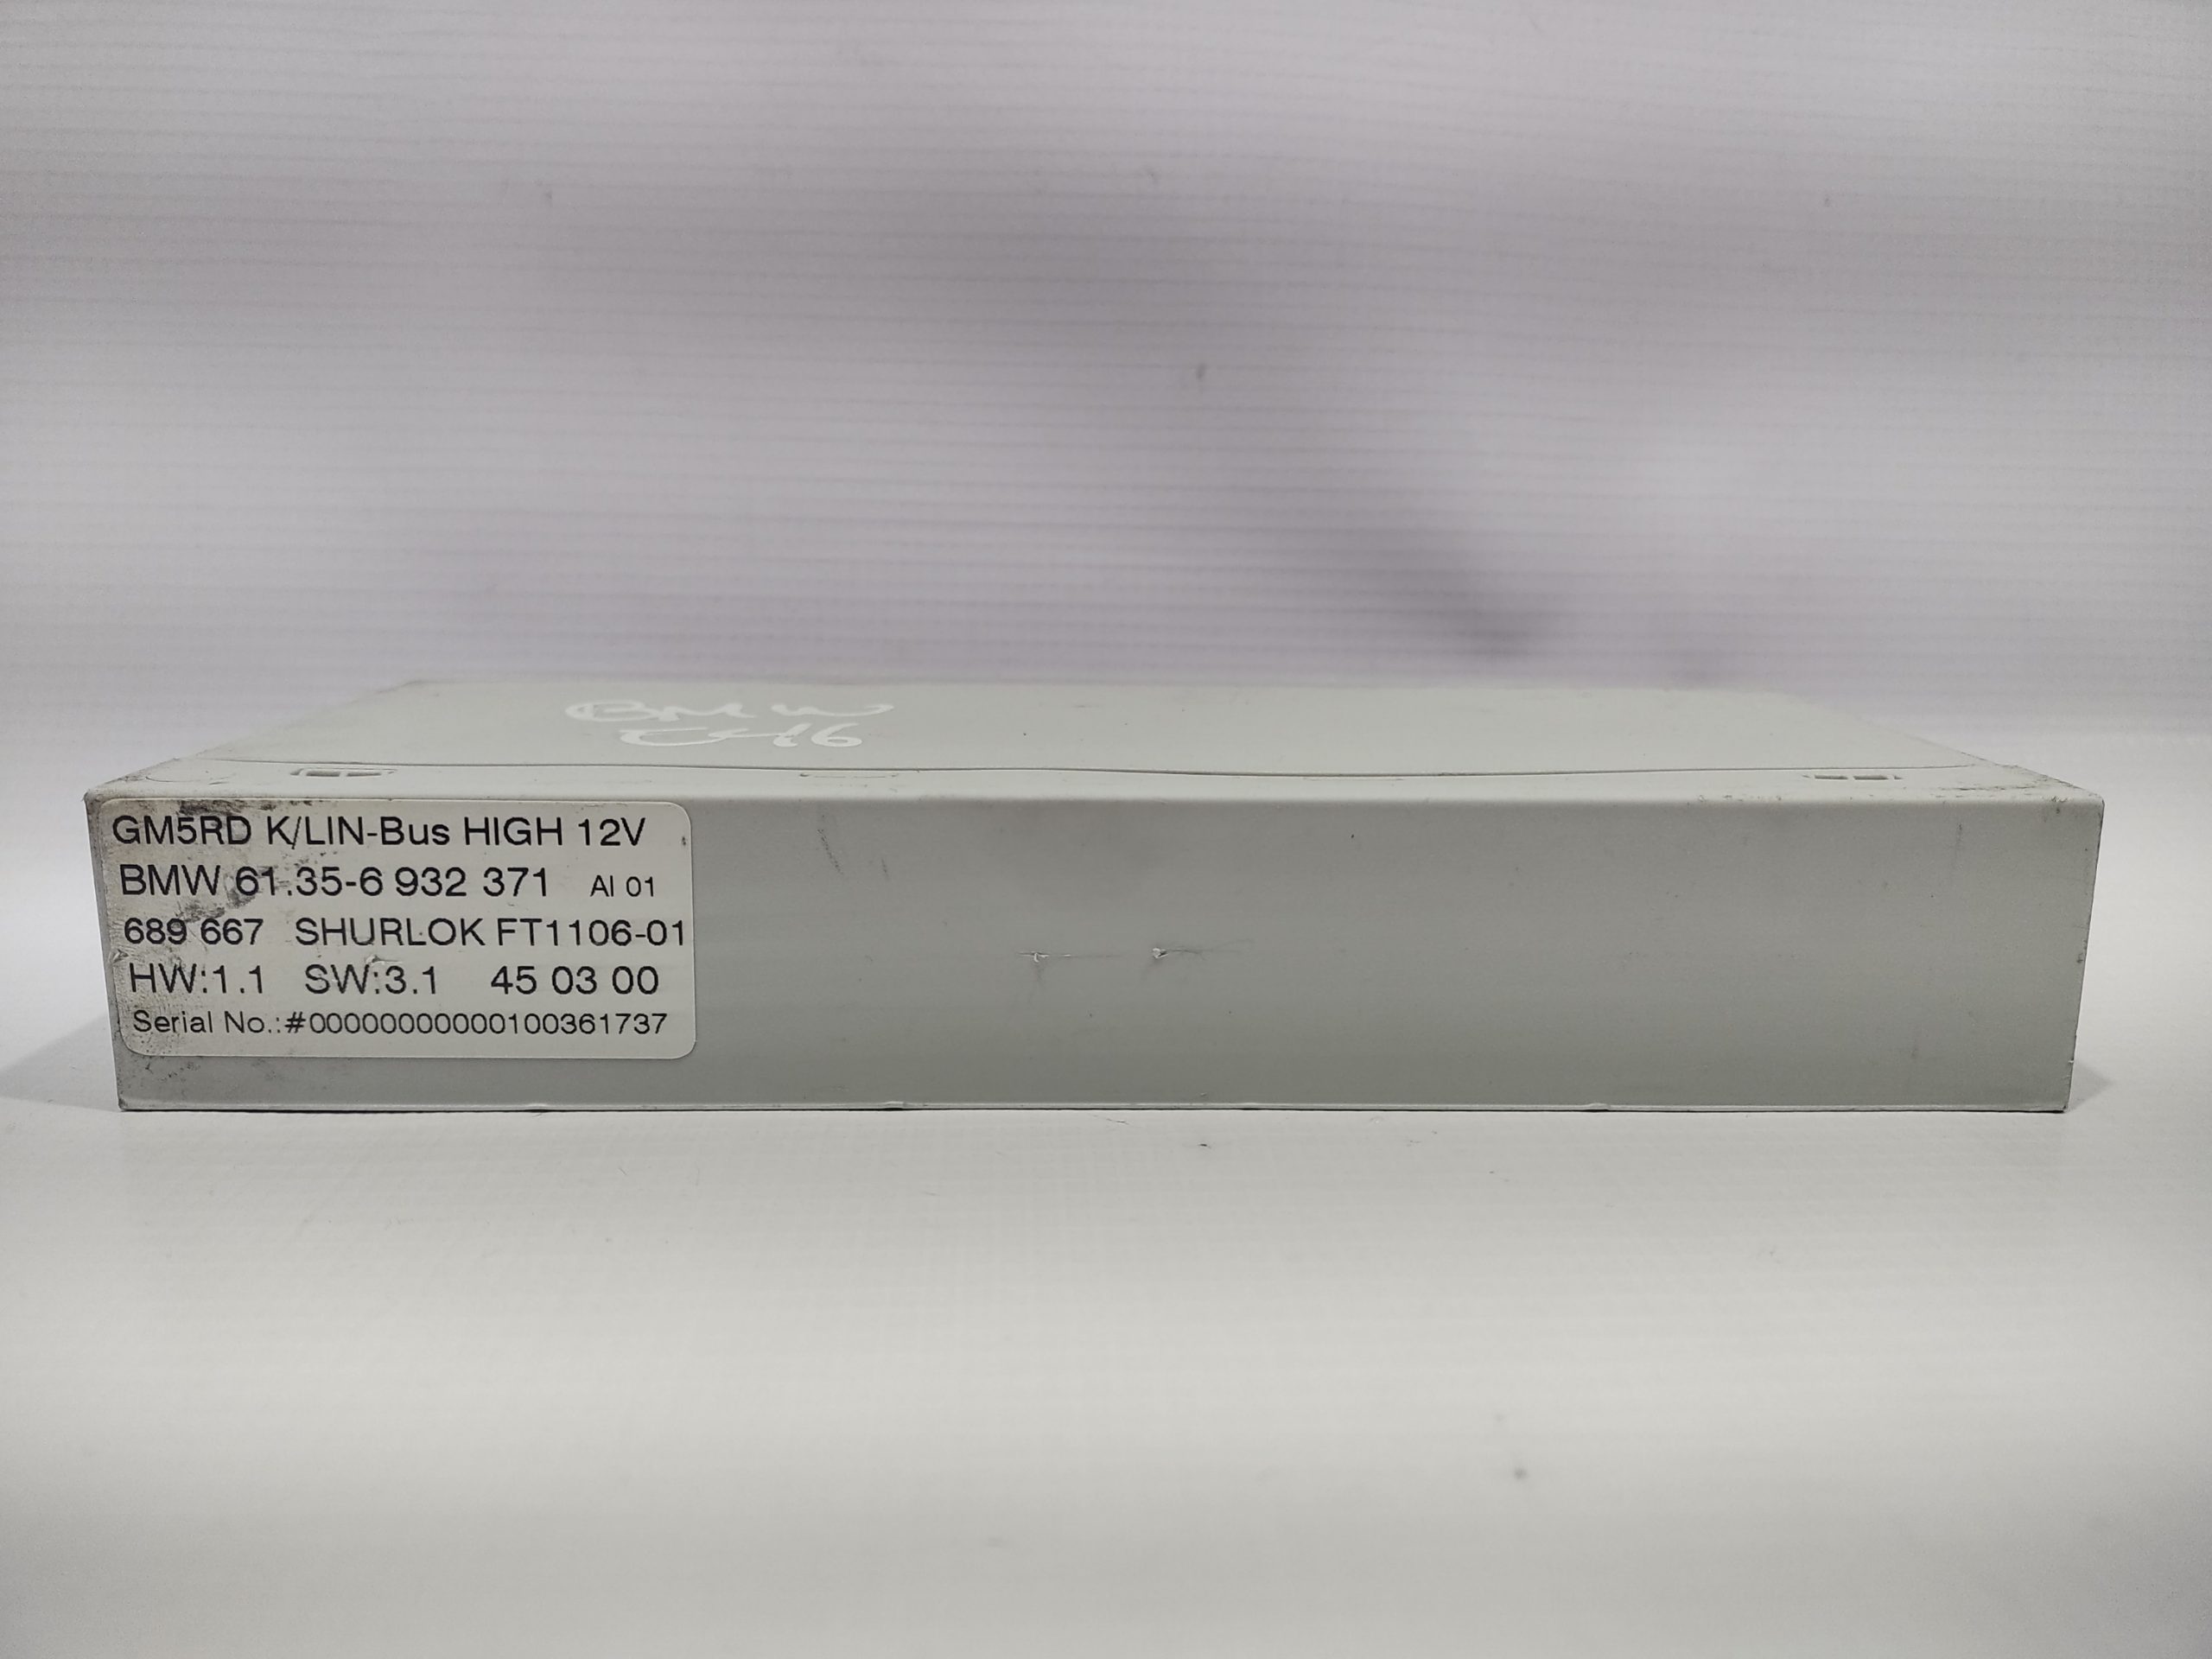 BMW
E46
GM5RD K/LIN-Bus HIGH 12V
BMW 61.35-6 932 371 AI 01
689 667 SHURLOK FT1106-01
HW:1.1 SW:3.1 45 03 00
Serial No.:#00000000000100361737